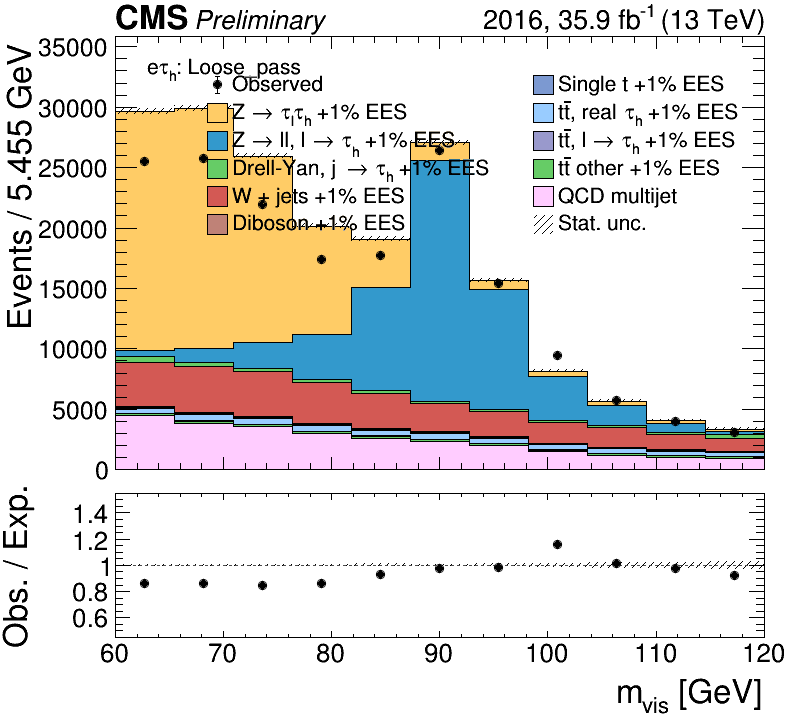 CMS Preliminary 2016, 35.9 fb⁻¹ (13 TeV)
eτₕ: Loose_pass
Observed
Z → τₗτₕ +1% EES
Z → ll, l → τₕ +1% EES
Drell-Yan, j → τₕ +1% EES
W + jets +1% EES
Diboson +1% EES
Single t +1% EES
tt̄, real τₕ +1% EES
tt̄, l → τₕ +1% EES
tt̄ other +1% EES
QCD multijet
Stat. unc.
Events / 5.455 GeV
35000
30000
25000
20000
15000
10000
5000
0
Obs. / Exp.
1.4
1.2
1
0.8
0.6
60 70 80 90 100 110 120
m_vis [GeV]